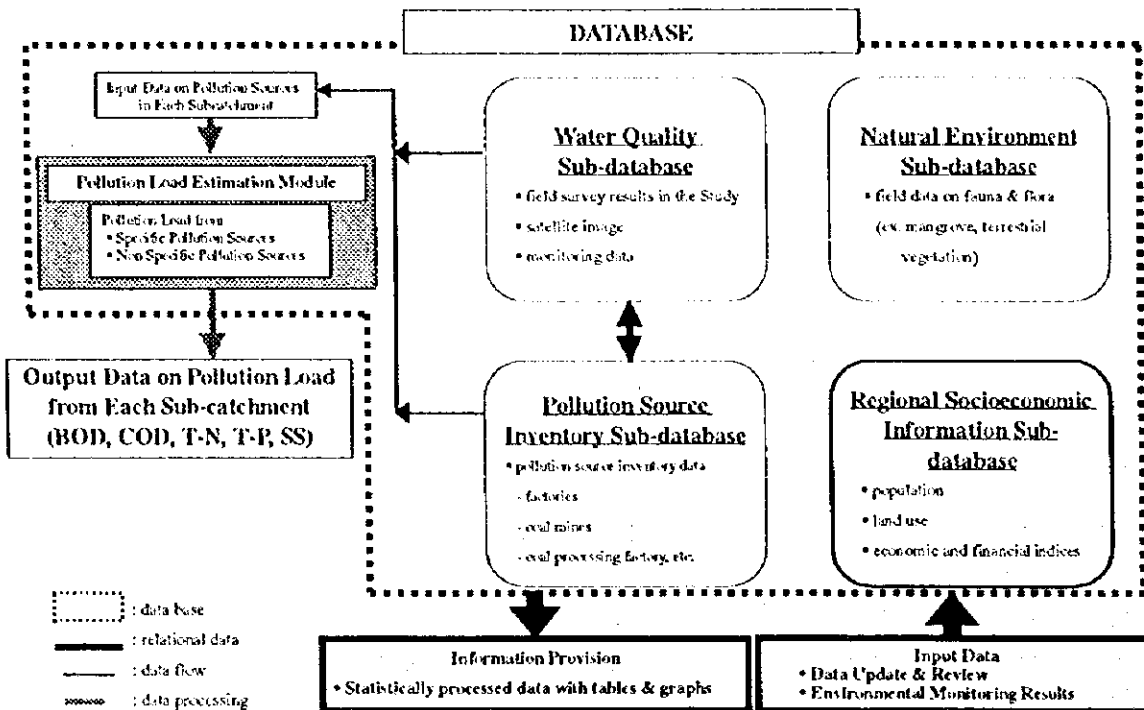 DATABASE
Input Data on Pollution Sources
in Each Subcatchment
Pollution Load Estimation Module
Pollution Load from
• Specific Pollution Sources
• Non Specific Pollution Sources
Output Data on Pollution Load
from Each Sub-catchment
(BOD, COD, T-N, T-P, SS)
Water Quality
Sub-database
• field survey results in the Study
• satellite image
• monitoring data
Natural Environment
Sub-database
• field data on fauna & flora
(ex. mangrove, terrestrial
vegetation)
Pollution Source
Inventory Sub-database
• pollution source inventory data
- factories
- coal mines
- coal processing factory, etc.
Regional Socioeconomic
Information Sub-
database
• population
• land use
• economic and financial indices
: data base
: relational data
: data flow
: data processing
Information Provision
• Statistically processed data with tables & graphs
Input Data
• Data Update & Review
• Environmental Monitoring Results